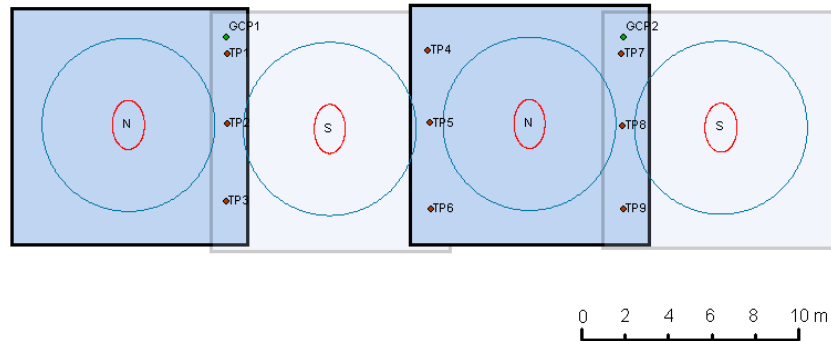 GCP1
GCP2
TP1
TP4
TP7
N
TP2
S
TP5
N
TP8
S
TP3
TP6
TP9
0 2 4 6 8 10 m